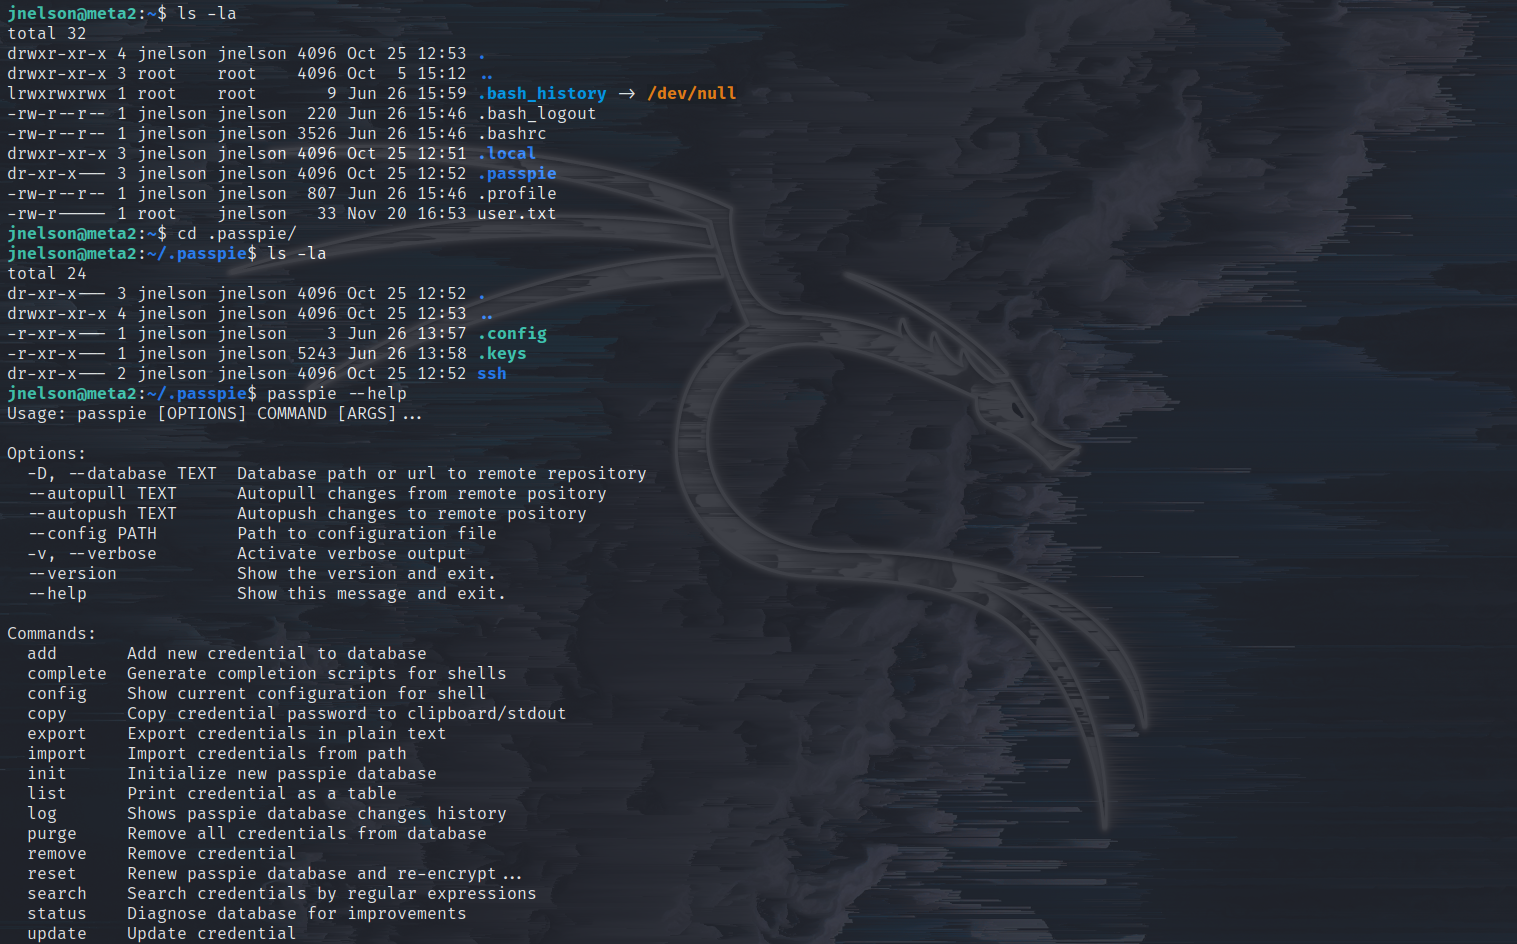 jnelson@meta2:~$ ls -la
total 32
drwxr-xr-x 4 jnelson jnelson 4096 Oct 25 12:53 .
drwxr-xr-x 3 root    root    4096 Oct  5 15:12 ..
lrwxrwxrwx 1 root    root       9 Jun 26 15:59 .bash_history -> /dev/null
-rw-r--r-- 1 jnelson jnelson  220 Jun 26 15:46 .bash_logout
-rw-r--r-- 1 jnelson jnelson 3526 Jun 26 15:46 .bashrc
drwxr-xr-x 3 jnelson jnelson 4096 Oct 25 12:51 .local
dr-xr-x--- 3 jnelson jnelson 4096 Oct 25 12:52 .passpie
-rw-r--r-- 1 jnelson jnelson  807 Jun 26 15:46 .profile
-rw-r----- 1 root    jnelson   33 Nov 20 16:53 user.txt
jnelson@meta2:~$ cd .passpie/
jnelson@meta2:~/.passpie$ ls -la
total 24
dr-xr-x--- 3 jnelson jnelson 4096 Oct 25 12:52 .
drwxr-xr-x 4 jnelson jnelson 4096 Oct 25 12:53 ..
-r-xr-x--- 1 jnelson jnelson    3 Jun 26 13:57 .config
-r-xr-x--- 1 jnelson jnelson 5243 Jun 26 13:58 .keys
dr-xr-x--- 2 jnelson jnelson 4096 Oct 25 12:52 ssh
jnelson@meta2:~/.passpie$ passpie --help
Usage: passpie [OPTIONS] COMMAND [ARGS]...
Options:
  -D, --database TEXT  Database path or url to remote repository
  --autopull TEXT      Autopull changes from remote pository
  --autopush TEXT      Autopush changes to remote pository
  --config PATH        Path to configuration file
  -v, --verbose        Activate verbose output
  --version            Show the version and exit.
  --help               Show this message and exit.
Commands:
  add       Add new credential to database
  complete  Generate completion scripts for shells
  config    Show current configuration for shell
  copy      Copy credential password to clipboard/stdout
  export    Export credentials in plain text
  import    Import credentials from path
  init      Initialize new passpie database
  list      Print credential as a table
  log       Shows passpie database changes history
  purge     Remove all credentials from database
  remove    Remove credential
  reset     Renew passpie database and re-encrypt...
  search    Search credentials by regular expressions
  status    Diagnose database for improvements
  update    Update credential